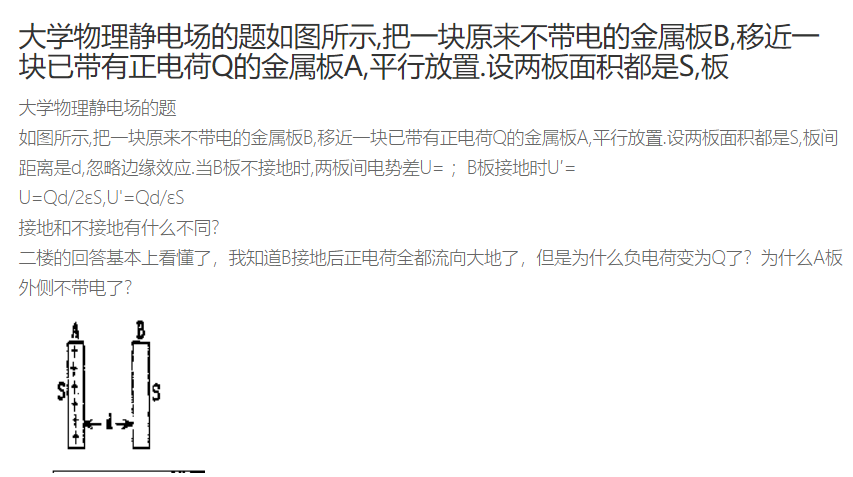 大学物理静电场的题如图所示,把一块原来不带电的金属板B,移近一
块已带有正电荷Q的金属板A,平行放置.设两板面积都是S,板
大学物理静电场的题
如图所示,把一块原来不带电的金属板B,移近一块已带有正电荷Q的金属板A,平行放置.设两板面积都是S,板间
距离是d,忽略边缘效应.当B板不接地时,两板间电势差U= ；B板接地时U′=
U=Qd/2εS,U'=Qd/εS
接地和不接地有什么不同?
二楼的回答基本上看懂了，我知道B接地后正电荷全都流向大地了，但是为什么负电荷变为Q了？为什么A板
外侧不带电了?
A B
S S
d